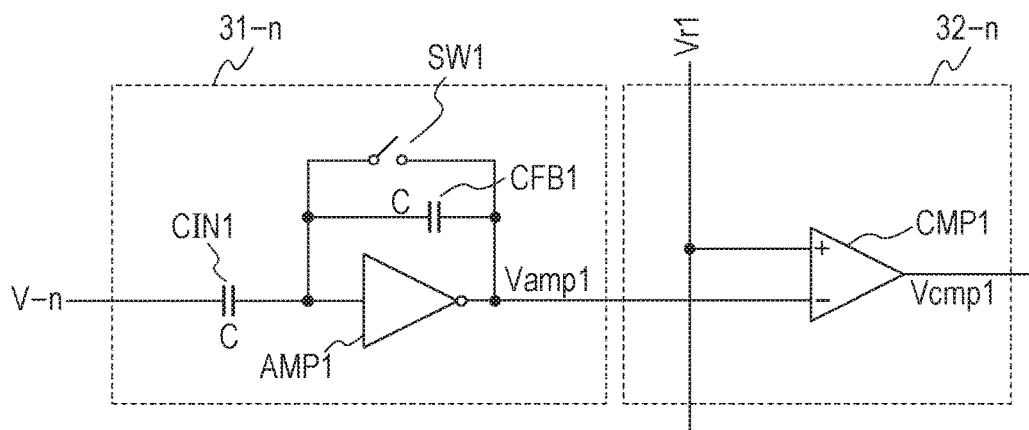 31-n
32-n
Vr1
SW1
C
CFB1
CIN1
CMP1
+
V-n
Vamp1
−
Vcmp1
C
AMP1